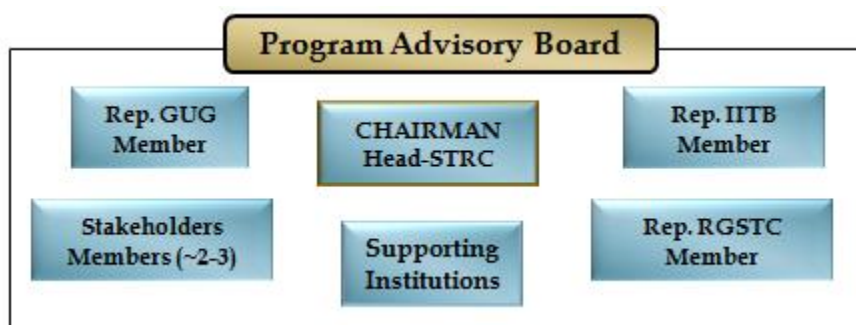 Program Advisory Board
Rep. GUG
Member
CHAIRMAN
Head-STRC
Rep. IITB
Member
Stakeholders
Members (~2-3)
Supporting
Institutions
Rep. RGSTC
Member